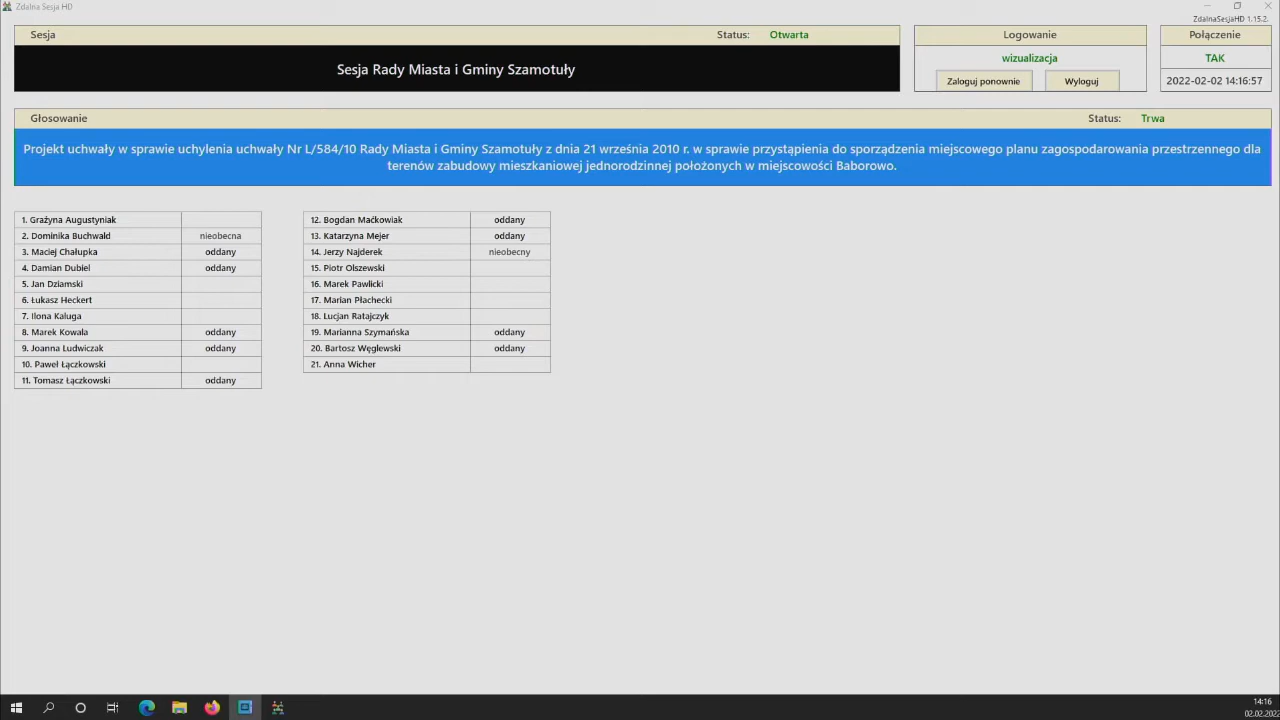 Zdalna Sesja HD
ZdalnaSesjaHD 1.15.2.
Sesja Status: Otwarta
Sesja Rady Miasta i Gminy Szamotuły
Logowanie
wizualizacja
Zaloguj ponownie Wyloguj
Połączenie
TAK
2022-02-02 14:16:57
Głosowanie Status: Trwa
Projekt uchwały w sprawie uchylenia uchwały Nr L/584/10 Rady Miasta i Gminy Szamotuły z dnia 21 września 2010 r. w sprawie przystąpienia do sporządzenia miejscowego planu zagospodarowania przestrzennego dla
terenów zabudowy mieszkaniowej jednorodzinnej położonych w miejscowości Baborowo.
1. Grażyna Augustyniak
2. Dominika Buchwald nieobecna
3. Maciej Chałupka oddany
4. Damian Dubiel oddany
5. Jan Dziamski
6. Łukasz Heckert
7. Ilona Kaluga
8. Marek Kowala oddany
9. Joanna Ludwiczak oddany
10. Paweł Łączkowski
11. Tomasz Łączkowski oddany
12. Bogdan Maćkowiak oddany
13. Katarzyna Mejer oddany
14. Jerzy Najderek nieobecny
15. Piotr Olszewski
16. Marek Pawlicki
17. Marian Płachecki
18. Lucjan Ratajczyk
19. Marianna Szymańska oddany
20. Bartosz Węglewski oddany
21. Anna Wicher
14:16
02.02.2022